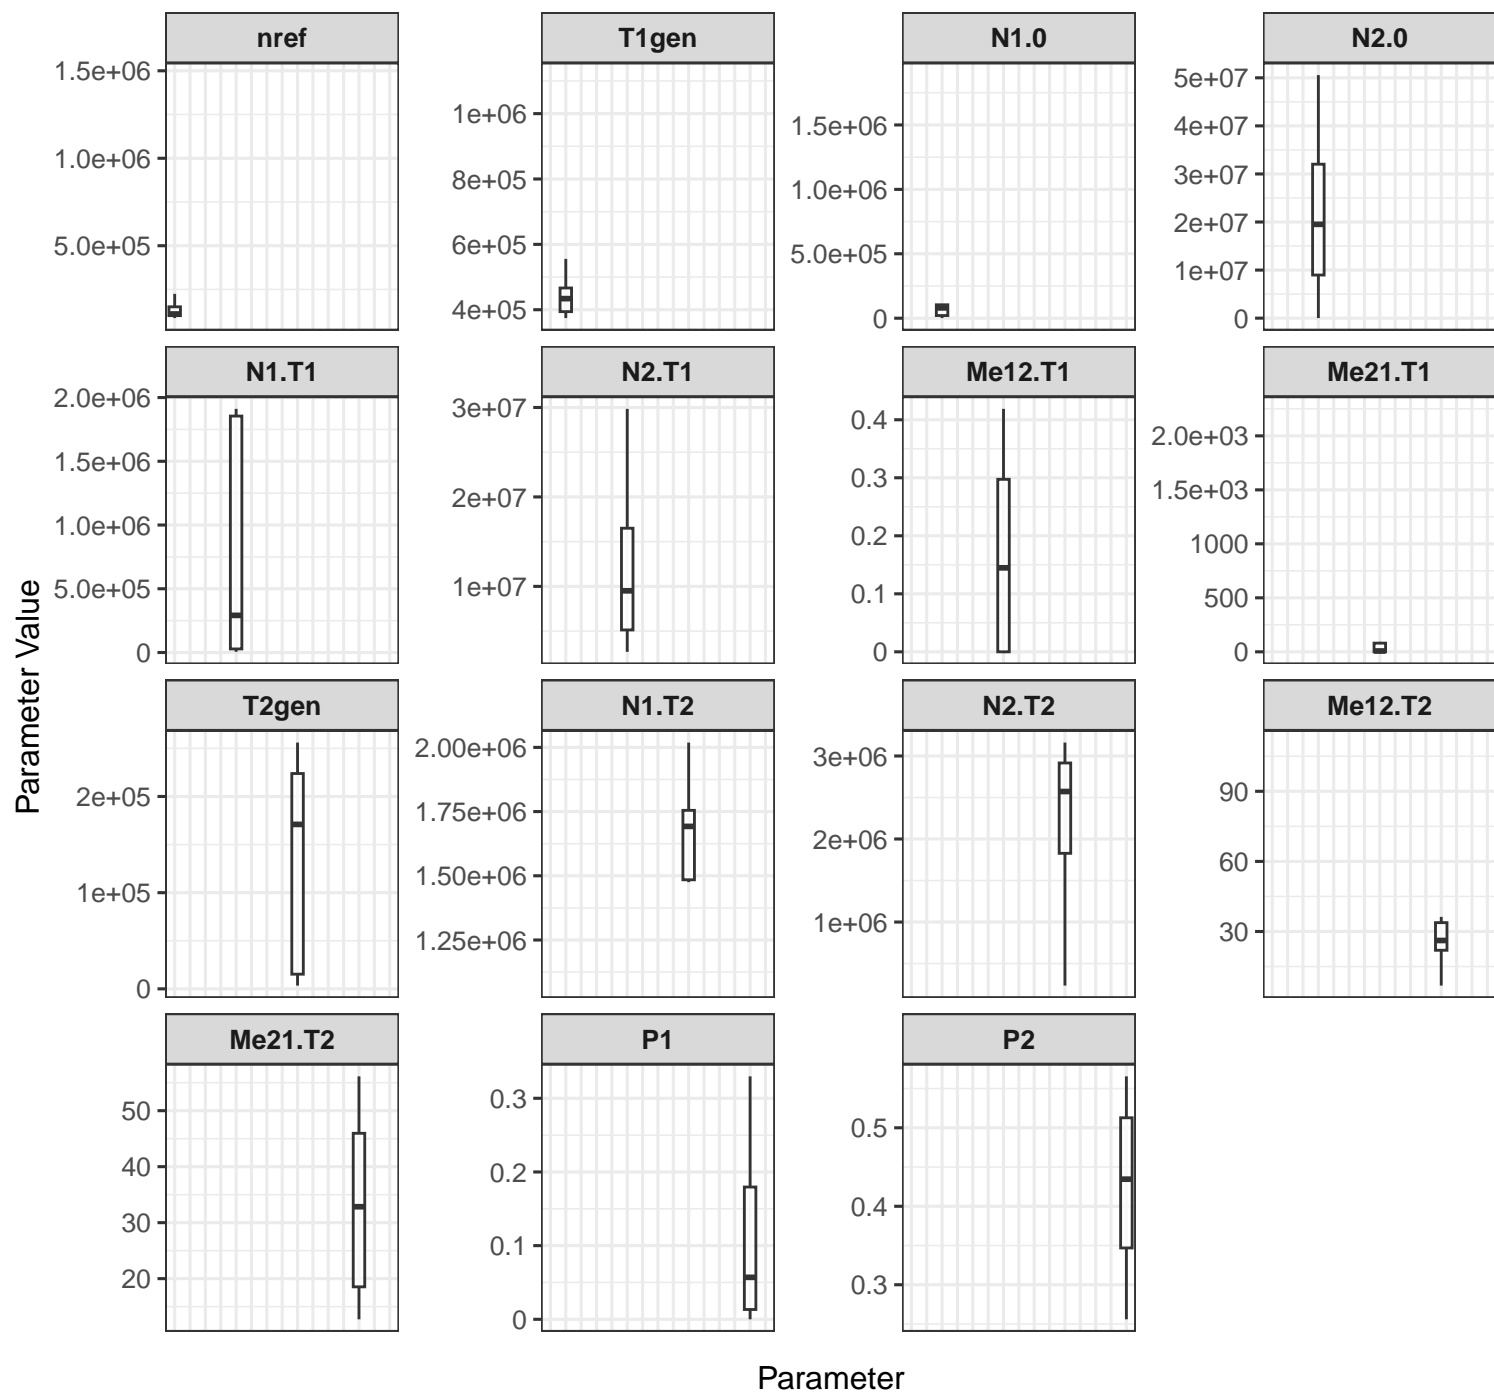 nref
T1gen
N1.0
N2.0
1.5e+06
1.0e+06
5.0e+05
1e+06
8e+05
6e+05
4e+05
1.5e+06
1.0e+06
5.0e+05
0
5e+07
4e+07
3e+07
2e+07
1e+07
0
N1.T1
N2.T1
Me12.T1
Me21.T1
2.0e+06
1.5e+06
1.0e+06
5.0e+05
0
3e+07
2e+07
1e+07
0.4
0.3
0.2
0.1
0
2.0e+03
1.5e+03
1000
500
0
T2gen
N1.T2
N2.T2
Me12.T2
2e+05
1e+05
0
2.00e+06
1.75e+06
1.50e+06
1.25e+06
3e+06
2e+06
1e+06
90
60
30
Me21.T2
P1
P2
50
40
30
20
0.3
0.2
0.1
0
0.5
0.4
0.3
Parameter Value
Parameter